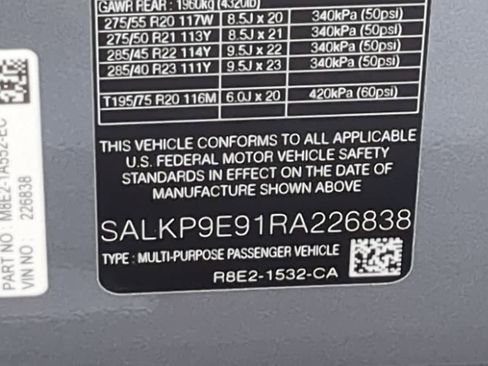 GAWR REAR : 1960kg (4320lb)
275/55 R20 117W 8.5J x 20 340kPa (50psi)
275/50 R21 113Y 8.5J x 21 340kPa (50psi)
285/45 R22 114Y 9.5J x 22 340kPa (50psi)
285/40 R23 111Y 9.5J x 23 340kPa (50psi)
T195/75 R20 116M 6.0J x 20 420kPa (60psi)
THIS VEHICLE CONFORMS TO ALL APPLICABLE
U.S. FEDERAL MOTOR VEHICLE SAFETY
STANDARDS IN EFFECT ON THE DATE OF
MANUFACTURE SHOWN ABOVE
SALKP9E91RA226838
TYPE : MULTI-PURPOSE PASSENGER VEHICLE
R8E2-1532-CA
PART NO : M8E2-1A552-EC
VIN NO : 226838